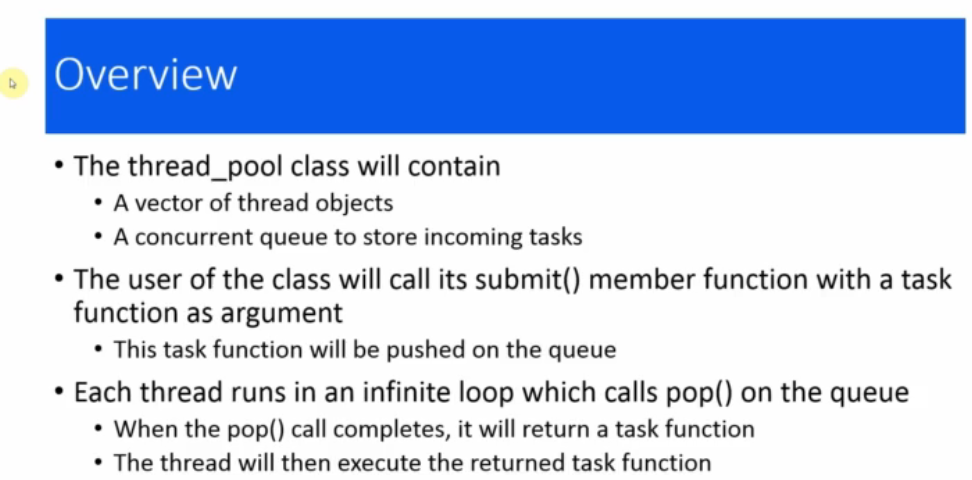 Overview
• The thread_pool class will contain
• A vector of thread objects
• A concurrent queue to store incoming tasks
• The user of the class will call its submit() member function with a task
function as argument
• This task function will be pushed on the queue
• Each thread runs in an infinite loop which calls pop() on the queue
• When the pop() call completes, it will return a task function
• The thread will then execute the returned task function